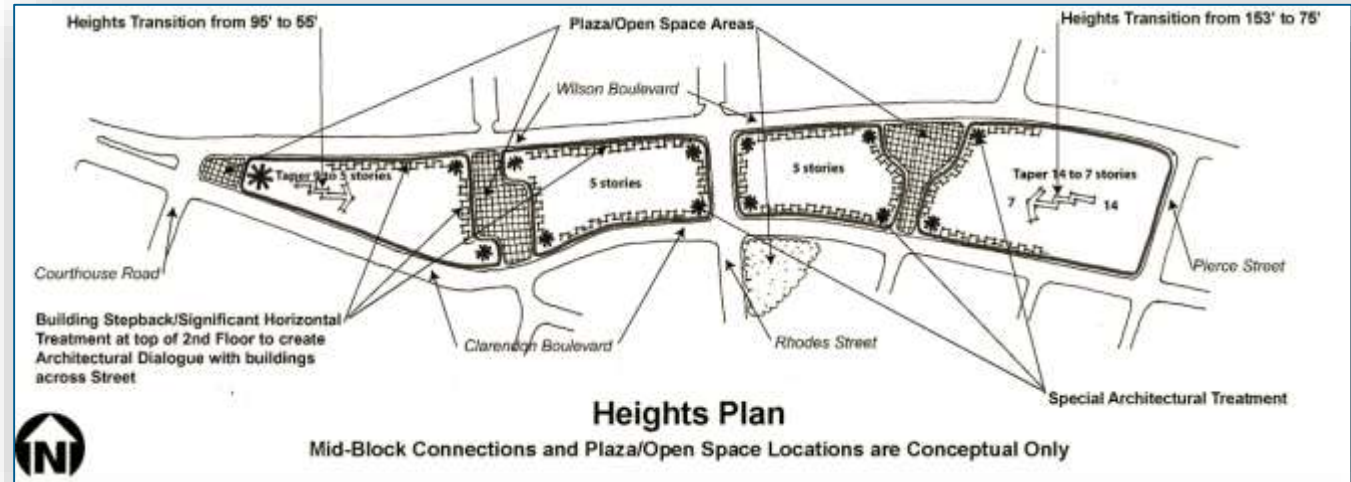 Heights Transition from 95' to 55'
Plaza/Open Space Areas
Heights Transition from 153' to 75'
Wilson Boulevard
Taper 9 to 5 stories
5 stories
5 stories
Taper 14 to 7 stories
7
14
Courthouse Road
Pierce Street
Building Stepback/Significant Horizontal
Treatment at top of 2nd Floor to create
Architectural Dialogue with buildings
across Street
Clarendon Boulevard
Rhodes Street
Special Architectural Treatment
Heights Plan
Mid-Block Connections and Plaza/Open Space Locations are Conceptual Only
N